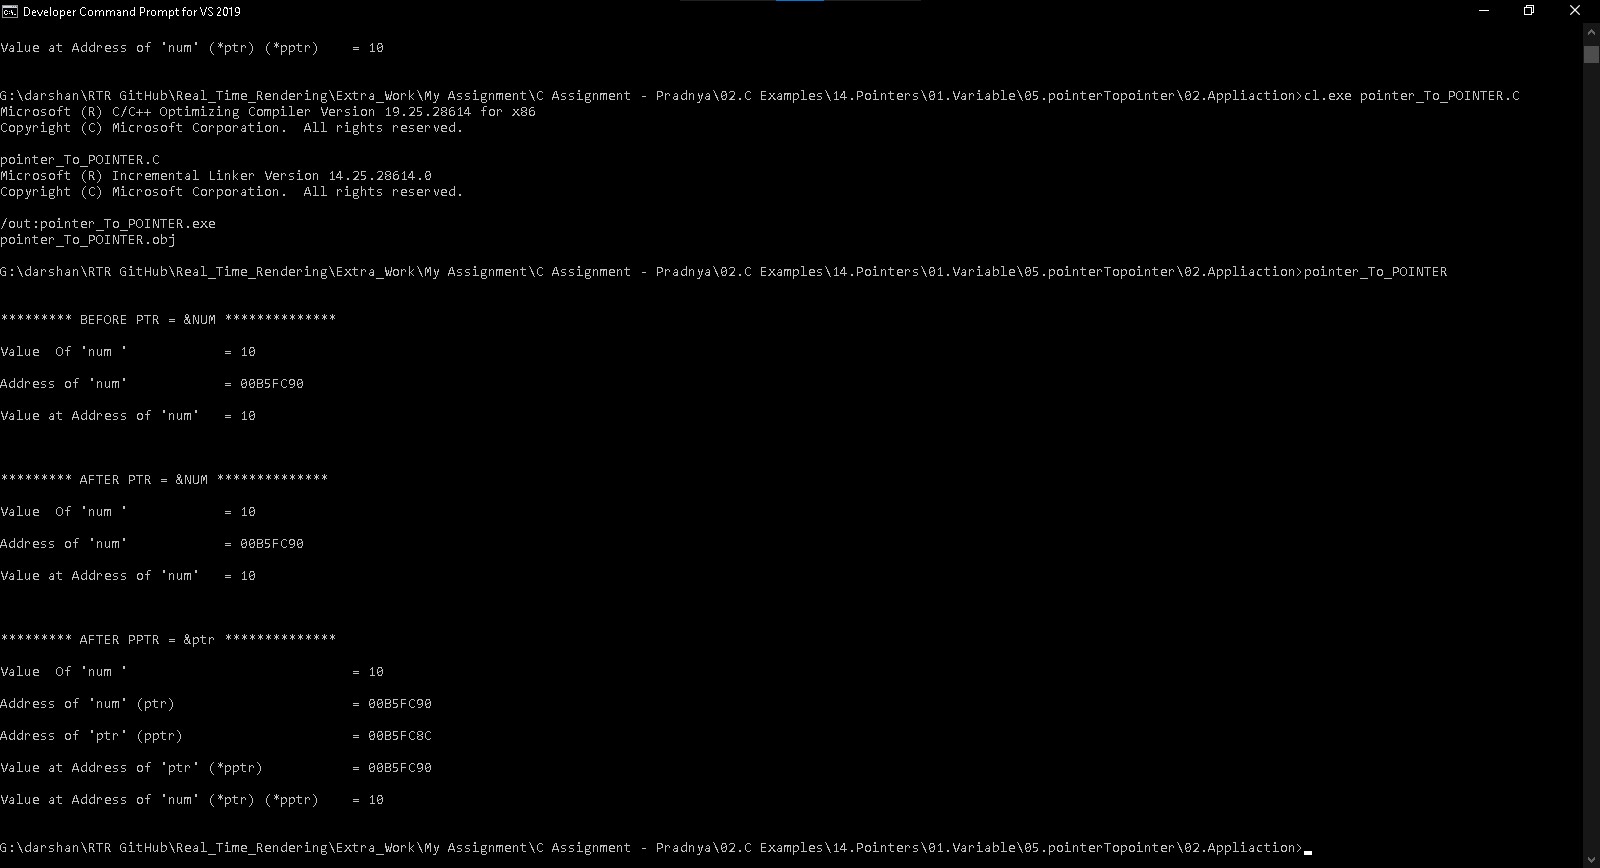 Developer Command Prompt for VS 2019
Value at Address of 'num' (*ptr) (*pptr)    = 10
G:\darshan\RTR GitHub\Real_Time_Rendering\Extra_Work\My Assignment\C Assignment - Pradnya\02.C Examples\14.Pointers\01.Variable\05.pointerTopointer\02.Appliaction>cl.exe pointer_To_POINTER.C
Microsoft (R) C/C++ Optimizing Compiler Version 19.25.28614 for x86
Copyright (C) Microsoft Corporation.  All rights reserved.
pointer_To_POINTER.C
Microsoft (R) Incremental Linker Version 14.25.28614.0
Copyright (C) Microsoft Corporation.  All rights reserved.
/out:pointer_To_POINTER.exe
pointer_To_POINTER.obj
G:\darshan\RTR GitHub\Real_Time_Rendering\Extra_Work\My Assignment\C Assignment - Pradnya\02.C Examples\14.Pointers\01.Variable\05.pointerTopointer\02.Appliaction>pointer_To_POINTER
********* BEFORE PTR = &NUM **************
Value  Of 'num '            = 10
Address of 'num'            = 00B5FC90
Value at Address of 'num'   = 10
********* AFTER PTR = &NUM **************
Value  Of 'num '            = 10
Address of 'num'            = 00B5FC90
Value at Address of 'num'   = 10
********* AFTER PPTR = &ptr **************
Value  Of 'num '                            = 10
Address of 'num' (ptr)                      = 00B5FC90
Address of 'ptr' (pptr)                     = 00B5FC8C
Value at Address of 'ptr' (*pptr)           = 00B5FC90
Value at Address of 'num' (*ptr) (*pptr)    = 10
G:\darshan\RTR GitHub\Real_Time_Rendering\Extra_Work\My Assignment\C Assignment - Pradnya\02.C Examples\14.Pointers\01.Variable\05.pointerTopointer\02.Appliaction>